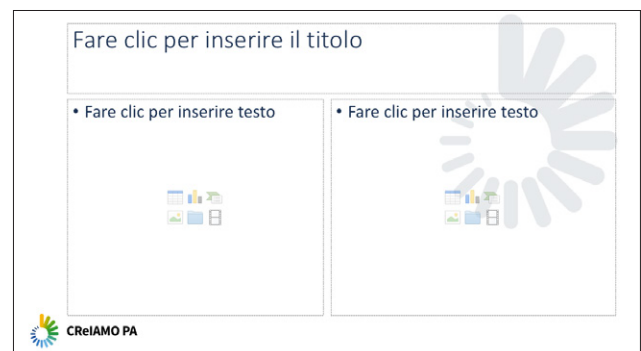 Fare clic per inserire il titolo
• Fare clic per inserire testo
• Fare clic per inserire testo
CReIAMO PA